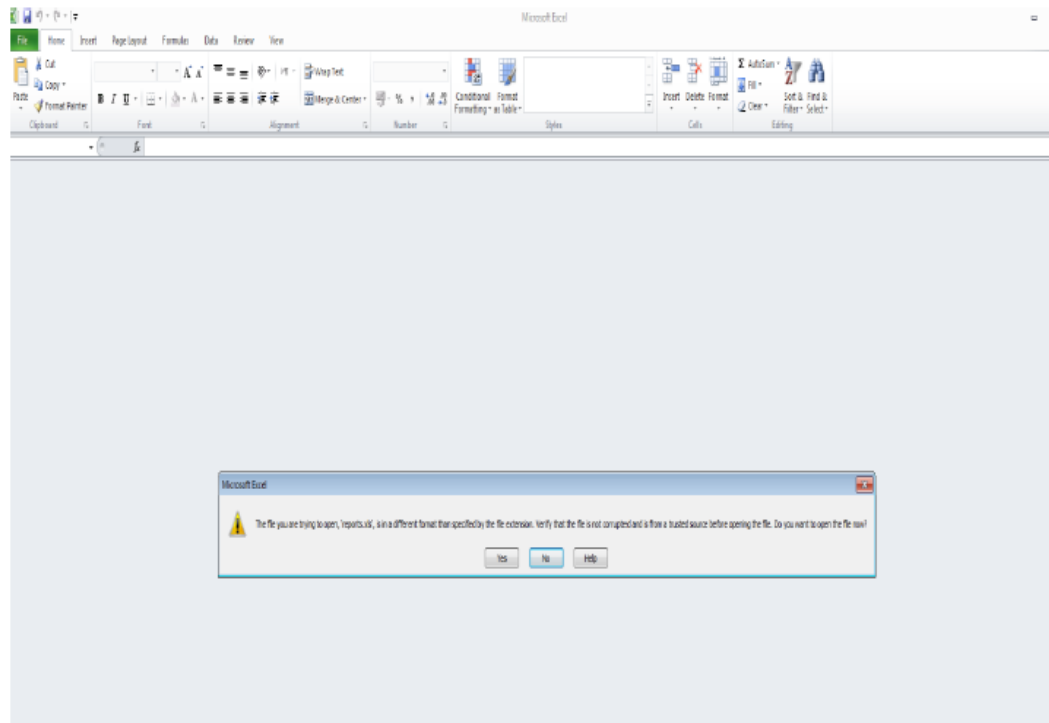 Microsoft Excel
File Home Insert Page Layout Formulas Data Review View
Cut
Copy
Format Painter
Paste
Clipboard
B I U
Font
A A
Wrap Text
Merge & Center
Alignment
%
Number
Conditional Formatting
Format as Table
Styles
Insert Delete Format
Cells
Σ AutoSum
Fill
Clear
Sort & Filter
Find & Select
Editing
fx
Microsoft Excel
The file you are trying to open, 'reports.xls', is in a different format than specified by the file extension. Verify that the file is not corrupted and is from a trusted source before opening the file. Do you want to open the file now?
Yes No Help